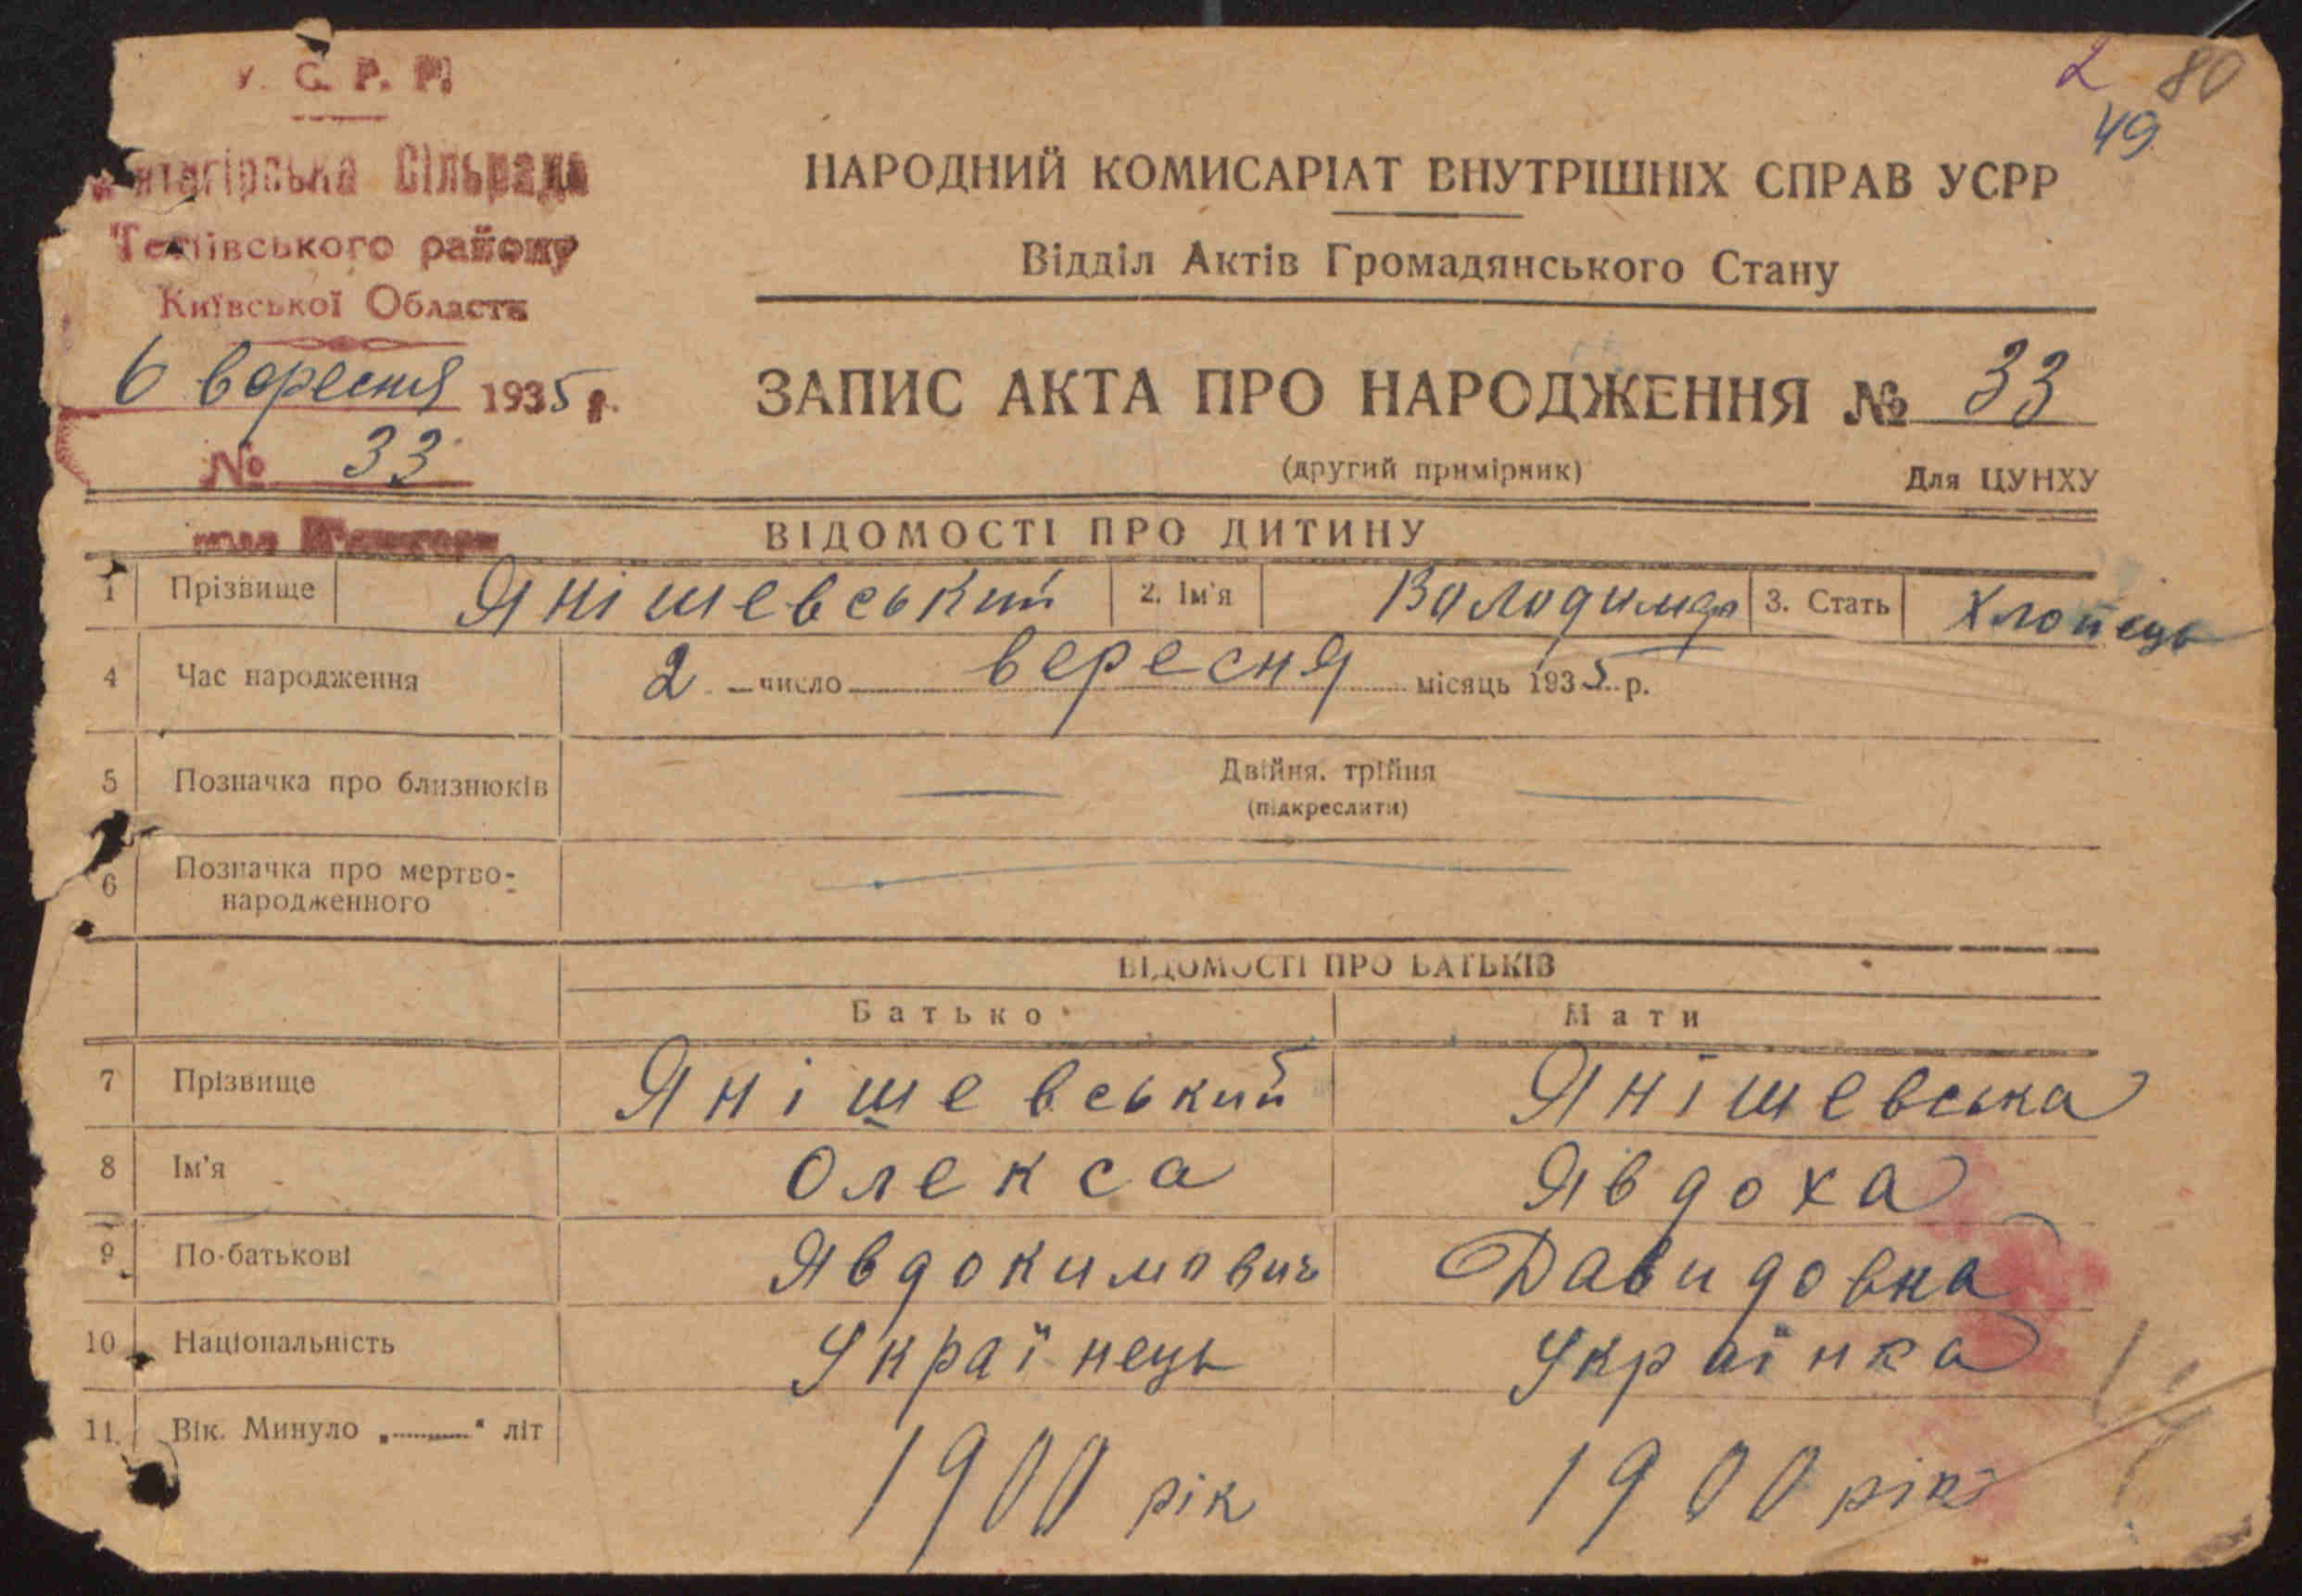 У. С. Р. Р.
Сільрада
Тетіївського району
Київської Области
6 вересня 1935 р.
№ 33
2 80
49
НАРОДНИЙ КОМИСАРІАТ ВНУТРІШНІХ СПРАВ УСРР
Відділ Актів Громадянського Стану
ЗАПИС АКТА ПРО НАРОДЖЕННЯ № 33
(другий примірник) Для ЦУНХУ
ВІДОМОСТІ ПРО ДИТИНУ
1 Прізвище Янішевський 2. Ім'я Володимир 3. Стать Хлопець
4 Час народження 2 число вересня місяць 1935 р.
5 Позначка про близнюків Двійня, трійня
(підкреслити)
6 Позначка про мертво-
народженного
ВІДОМОСТІ ПРО БАТЬКІВ
Батько Мати
7 Прізвище Янішевський Янішевська
8 Ім'я Олекса Явдоха
9 По-батькові Явдокимович Давидовна
10 Національність Українець Українка
11. Вік. Минуло „ " літ 1900 рік 1900 рік